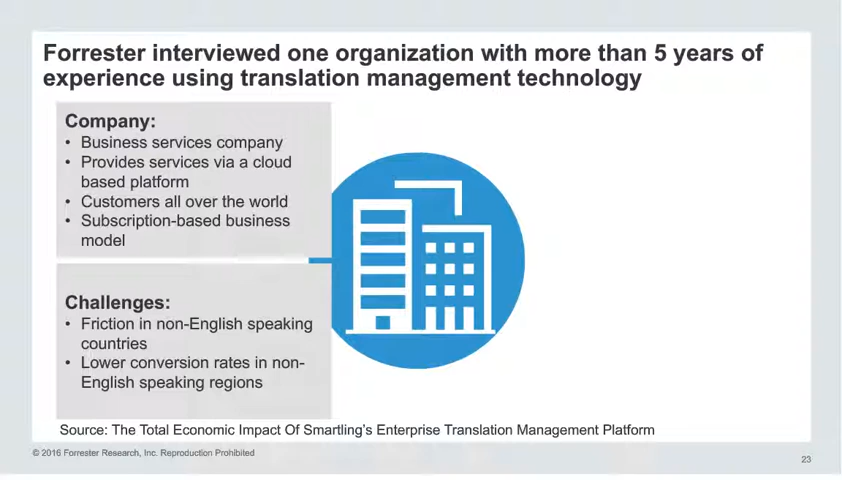 Forrester interviewed one organization with more than 5 years of
experience using translation management technology
Company:
• Business services company
• Provides services via a cloud
based platform
• Customers all over the world
• Subscription-based business
model
Challenges:
• Friction in non-English speaking
countries
• Lower conversion rates in non-
English speaking regions
Source: The Total Economic Impact Of Smartling’s Enterprise Translation Management Platform
© 2016 Forrester Research, Inc. Reproduction Prohibited
23